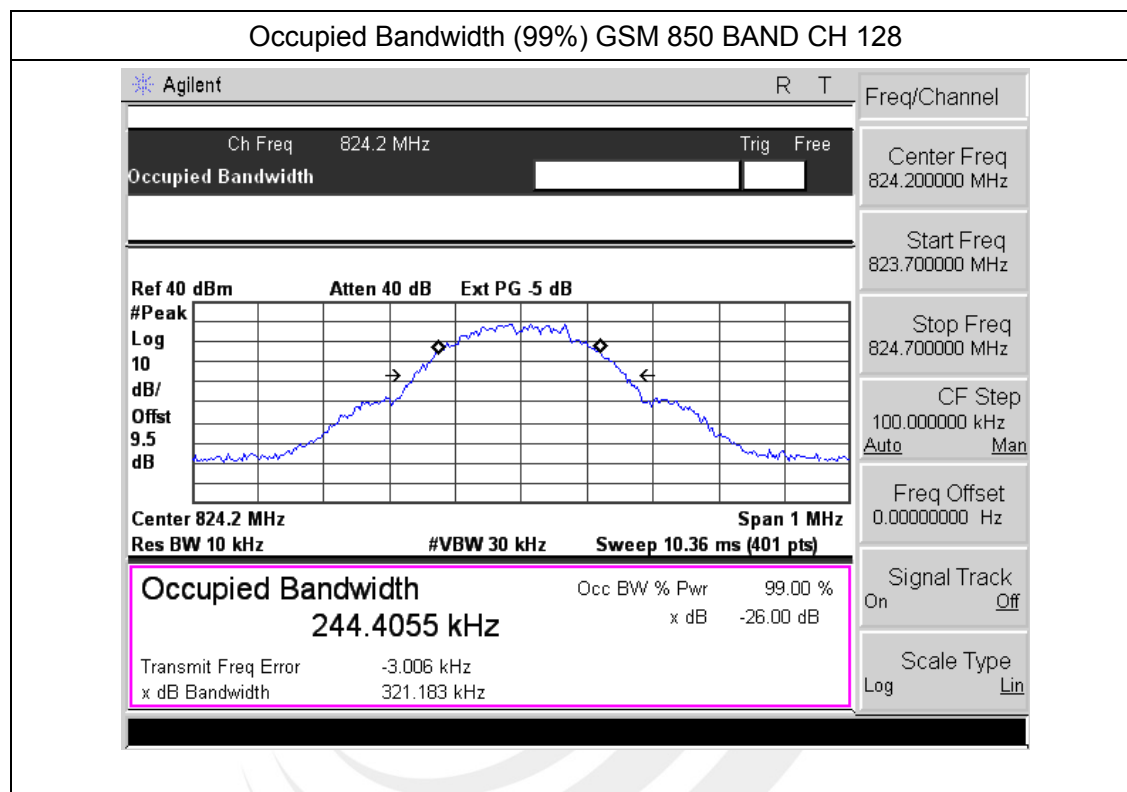 Occupied Bandwidth (99%) GSM 850 BAND CH 128
Agilent R T
Ch Freq 824.2 MHz Trig Free
Occupied Bandwidth
Ref 40 dBm Atten 40 dB Ext PG -5 dB
#Peak
Log
10
dB/
Offst
9.5
dB
Center 824.2 MHz Span 1 MHz
Res BW 10 kHz #VBW 30 kHz Sweep 10.36 ms (401 pts)
Occupied Bandwidth Occ BW % Pwr 99.00 %
244.4055 kHz x dB -26.00 dB
Transmit Freq Error -3.006 kHz
x dB Bandwidth 321.183 kHz
Freq/Channel
Center Freq
824.200000 MHz
Start Freq
823.700000 MHz
Stop Freq
824.700000 MHz
CF Step
100.000000 kHz
Auto Man
Freq Offset
0.00000000 Hz
Signal Track
On Off
Scale Type
Log Lin